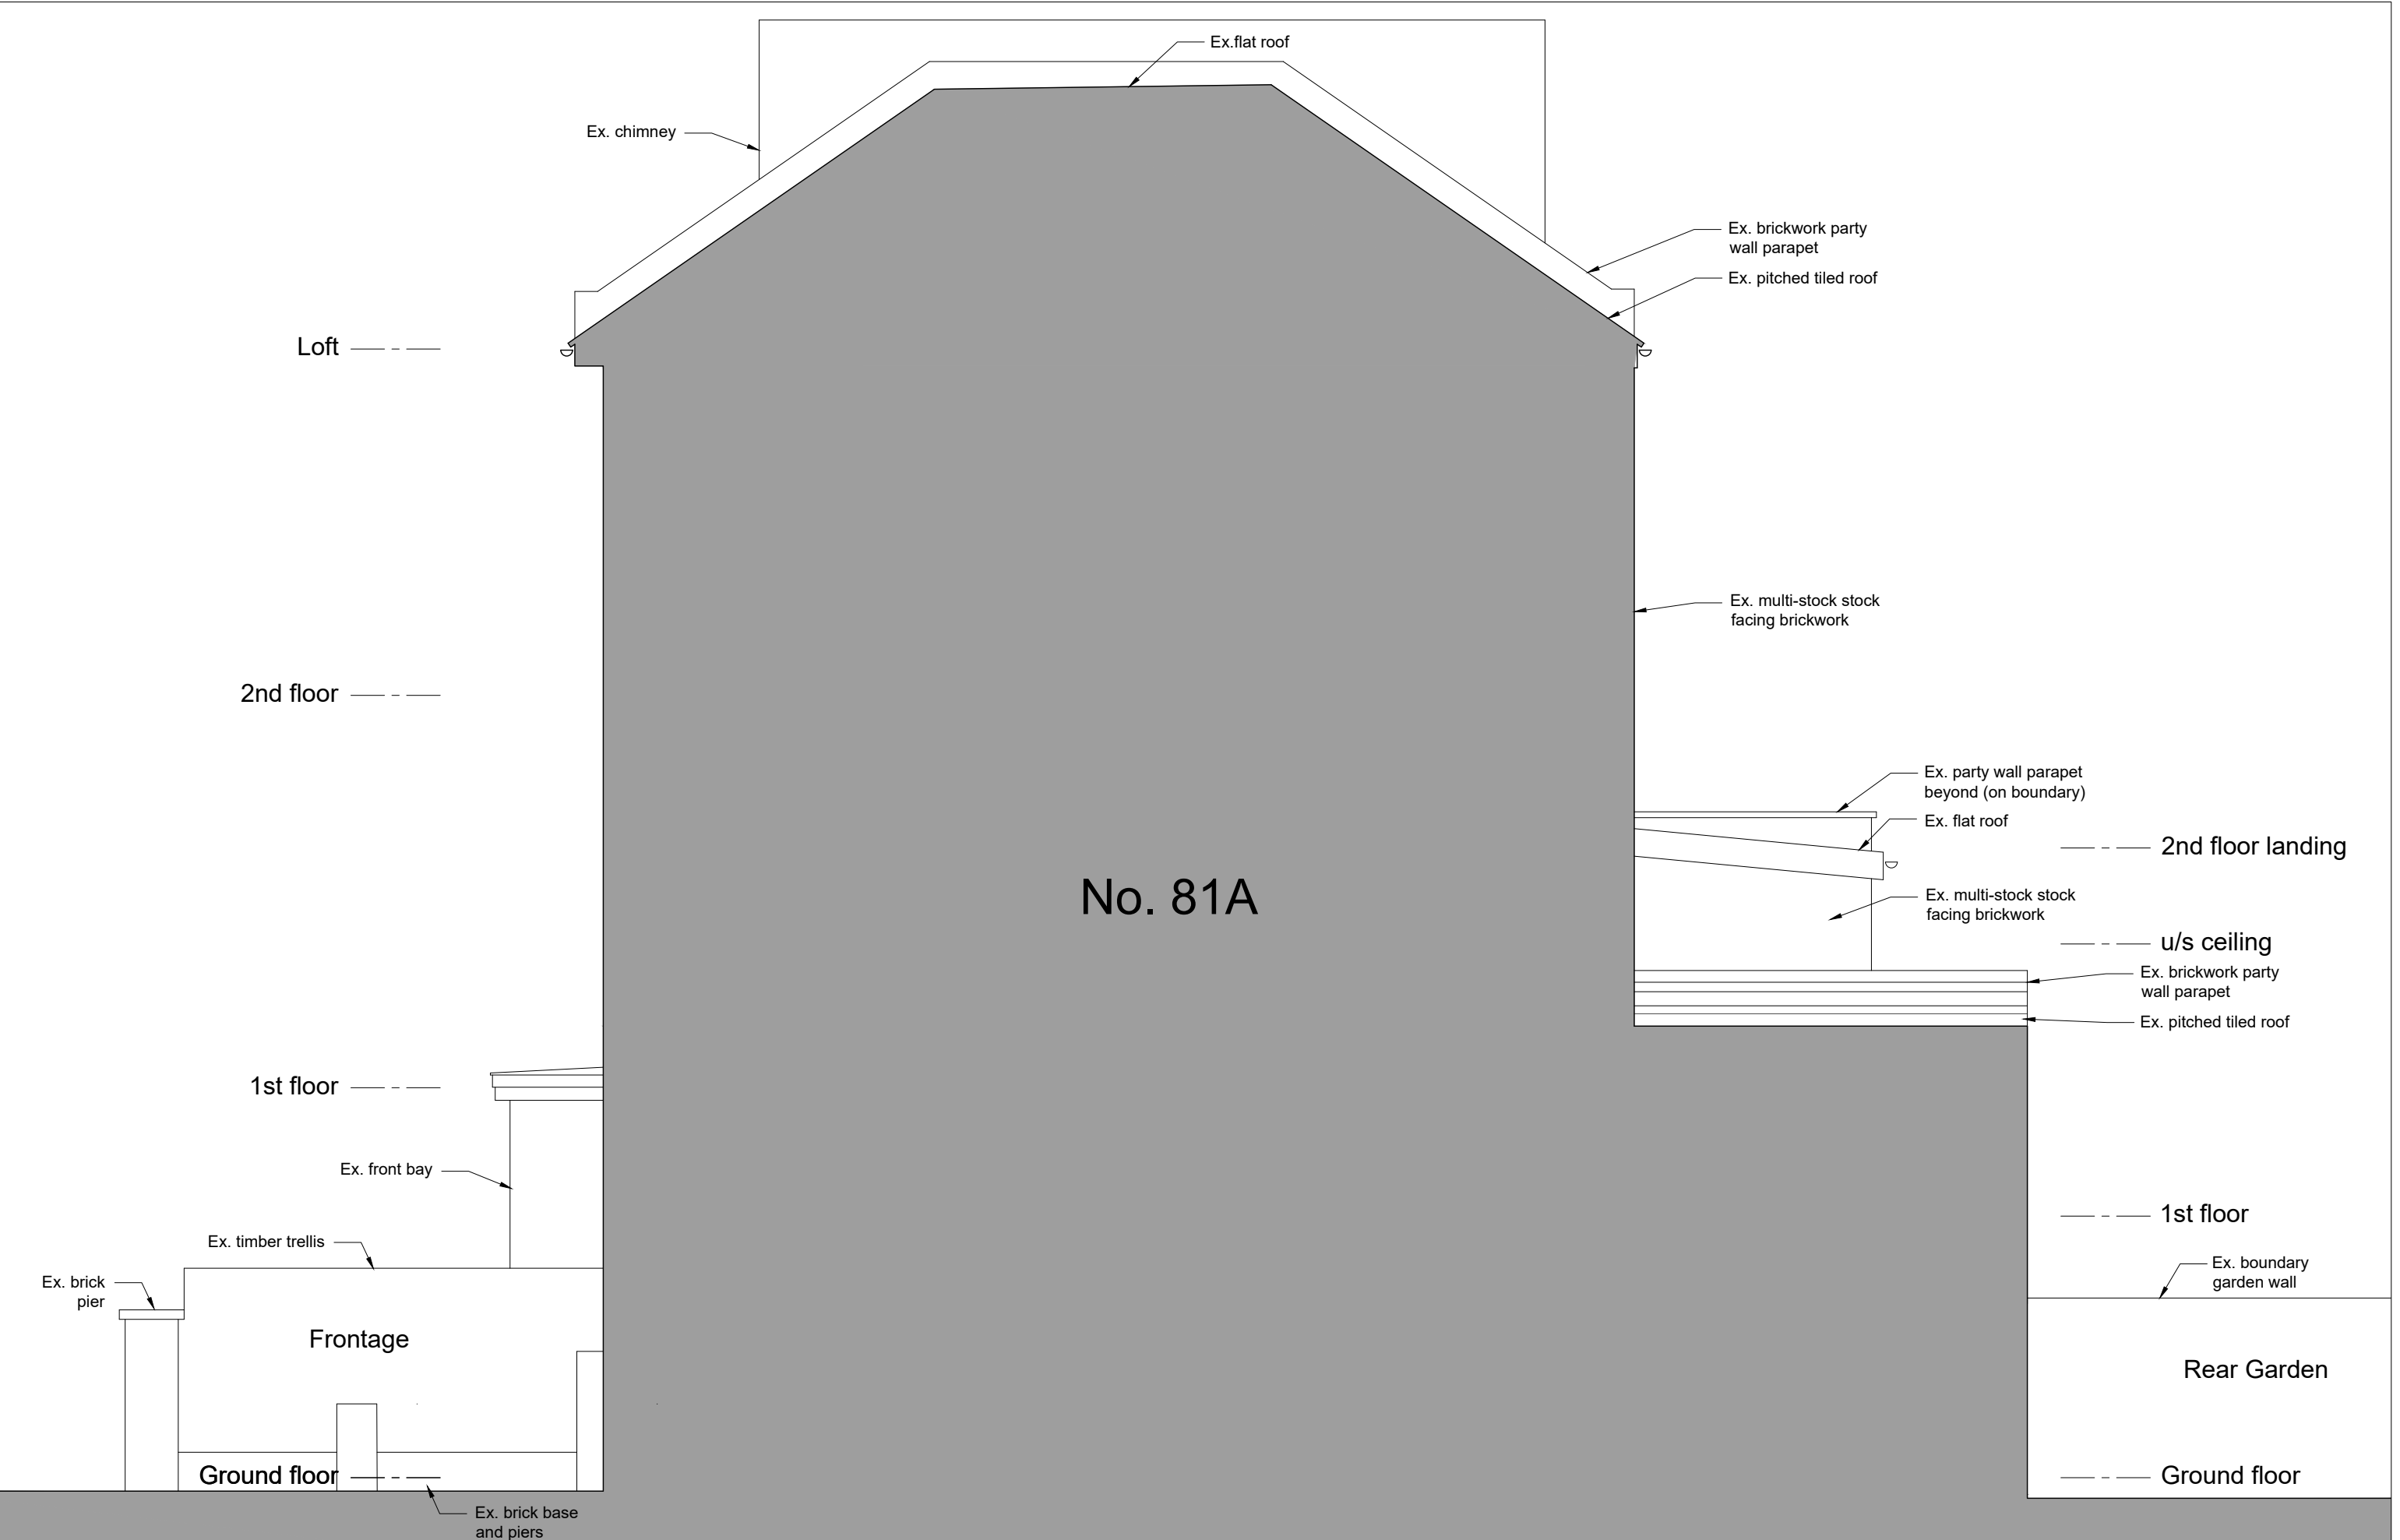 Ex.flat roof
Ex. chimney
Ex. brickwork party
wall parapet
Ex. pitched tiled roof
Loft
Ex. multi-stock stock
facing brickwork
2nd floor
Ex. party wall parapet
beyond (on boundary)
Ex. flat roof
2nd floor landing
No. 81A
Ex. multi-stock stock
facing brickwork
u/s ceiling
Ex. brickwork party
wall parapet
Ex. pitched tiled roof
1st floor
Ex. front bay
1st floor
Ex. timber trellis
Ex. boundary
garden wall
Ex. brick
pier
Frontage
Rear Garden
Ground floor
Ground floor
Ex. brick base
and piers